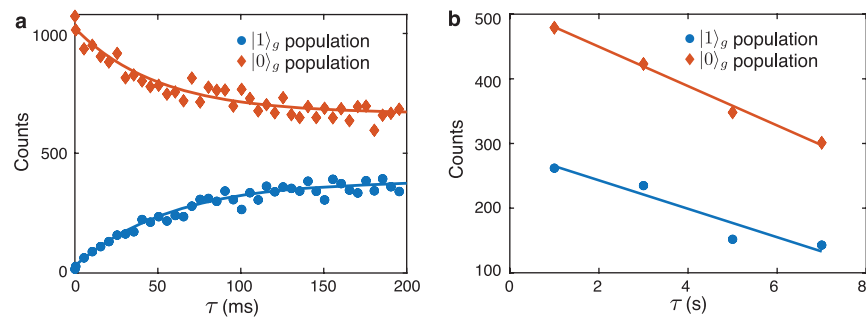 a
1000
500
0
Counts
|1⟩g population
|0⟩g population
0
50
100
150
200
τ (ms)
b
500
400
300
200
100
Counts
|1⟩g population
|0⟩g population
0
2
4
6
8
τ (s)